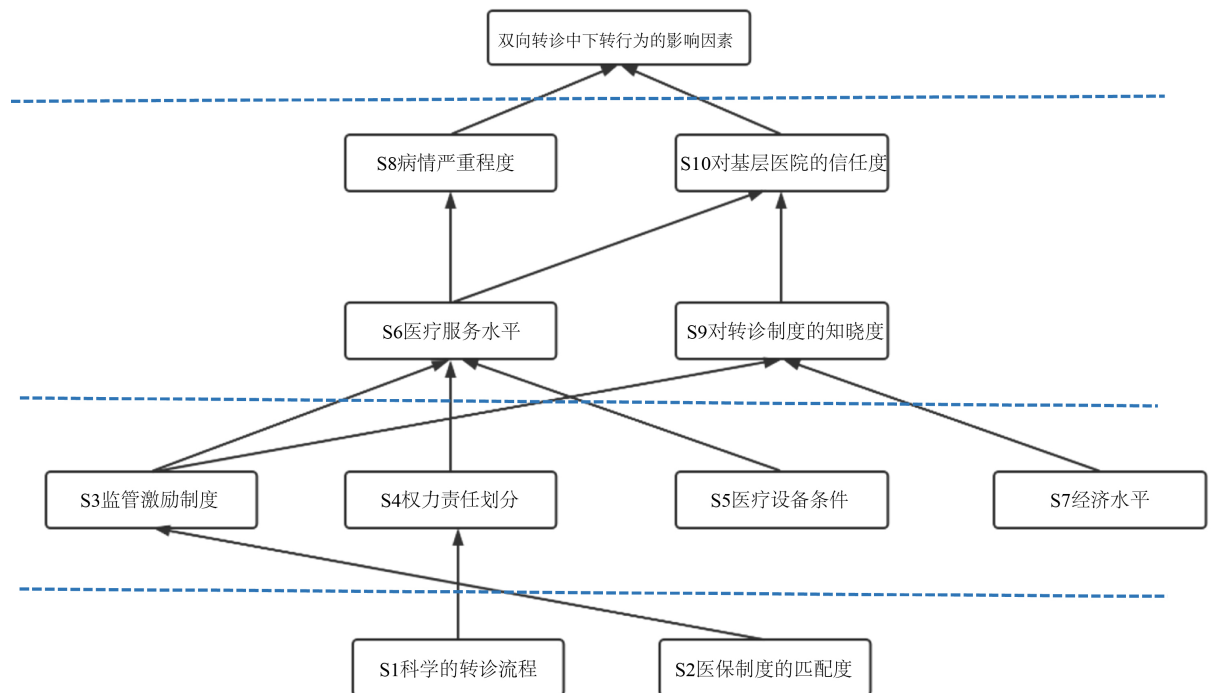 双向转诊中下转行为的影响因素
S8病情严重程度
S10对基层医院的信任度
S6医疗服务水平
S9对转诊制度的知晓度
S3监管激励制度
S4权力责任划分
S5医疗设备条件
S7经济水平
S1科学的转诊流程
S2医保制度的匹配度